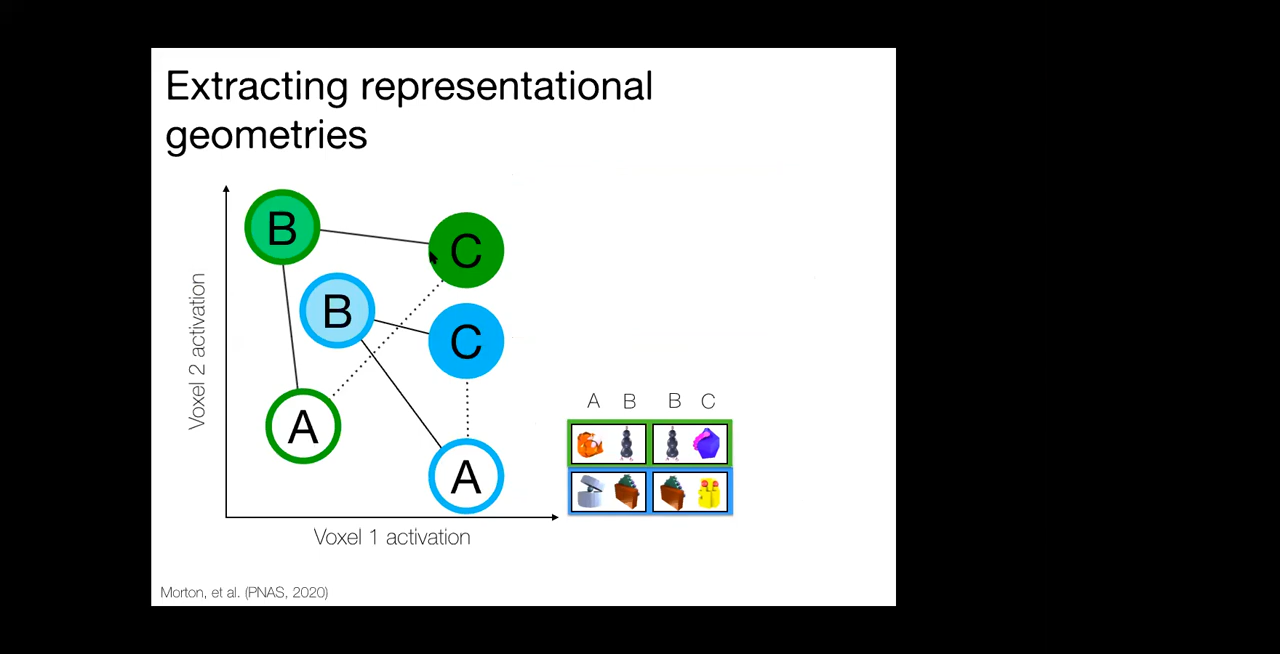 Extracting representational
geometries
B
C
B
C
A
A
Voxel 2 activation
Voxel 1 activation
A B B C
Morton, et al. (PNAS, 2020)